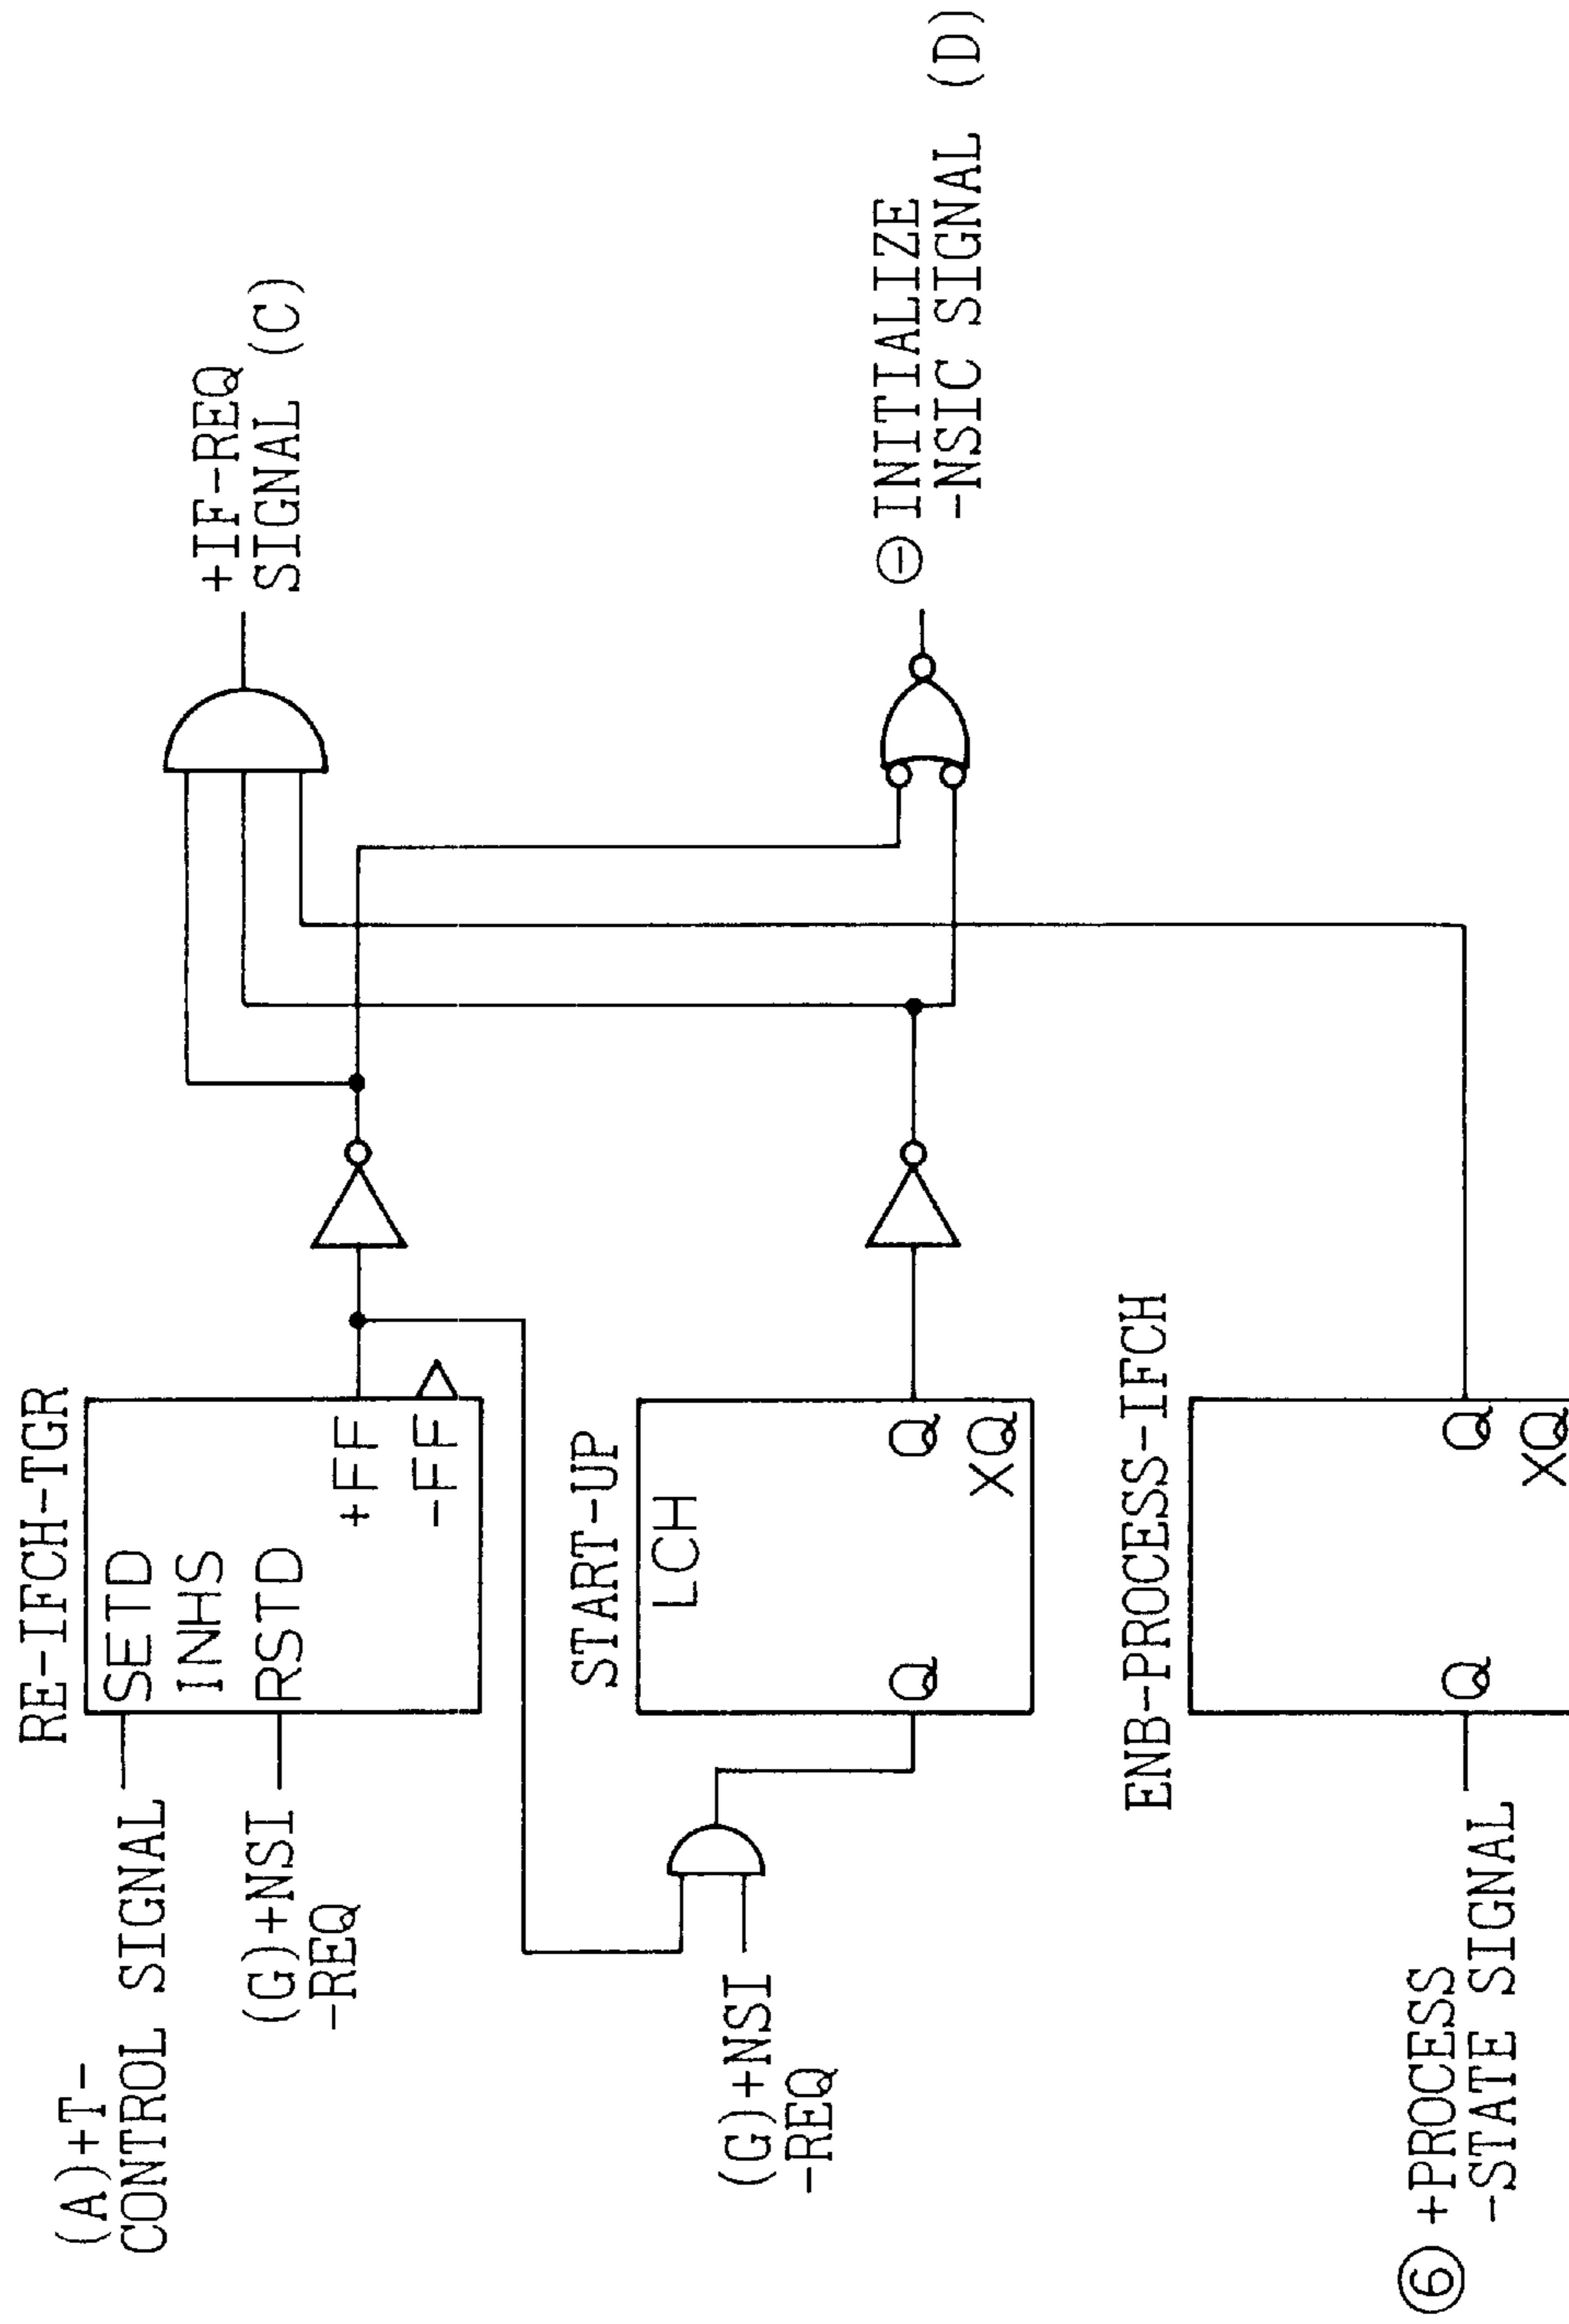 RE-IFCH-TGR
(A)+T-
CONTROL SIGNAL
SETD
INHS
(G)+NSI
-REQ
RSTD
+FF
-FF
+IF-REQ
SIGNAL (C)
START-UP
LCH
(G)+NSI
-REQ
Q
Q
XQ
⊖ INITIALIZE
-NSIC SIGNAL (D)
ENB-PROCESS-IFCH
⑥ +PROCESS
-STATE SIGNAL
Q
Q
XQ